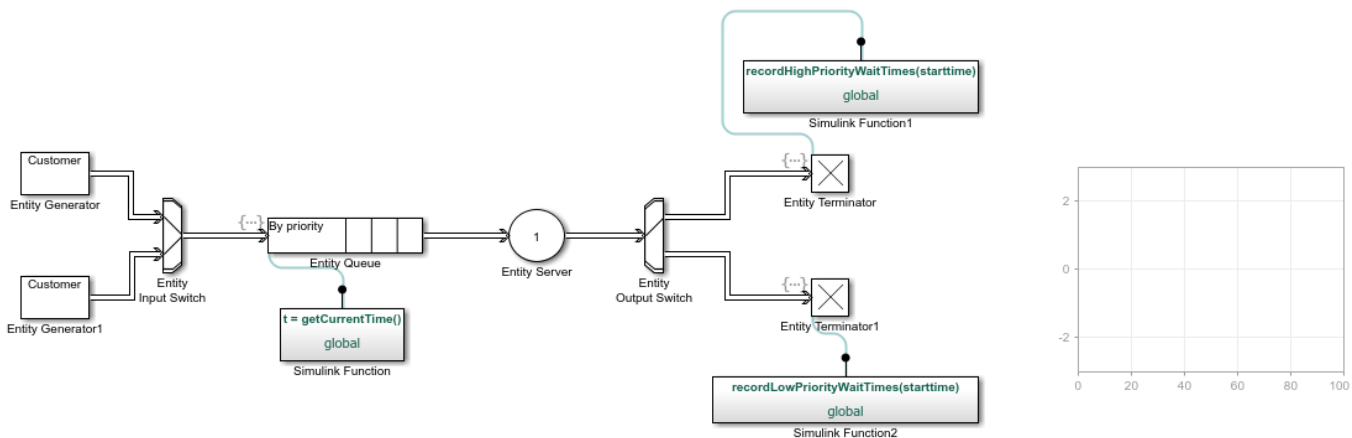 recordHighPriorityWaitTimes(starttime)
global
Simulink Function1
Customer
Entity Generator
{...}
Entity Terminator
{...}
By priority
Entity Queue
1
Entity Server
Entity
Input Switch
Entity
Output Switch
Customer
Entity Generator1
t = getCurrentTime()
global
Simulink Function
{...}
Entity Terminator1
recordLowPriorityWaitTimes(starttime)
global
Simulink Function2
2
0
-2
0
20
40
60
80
100